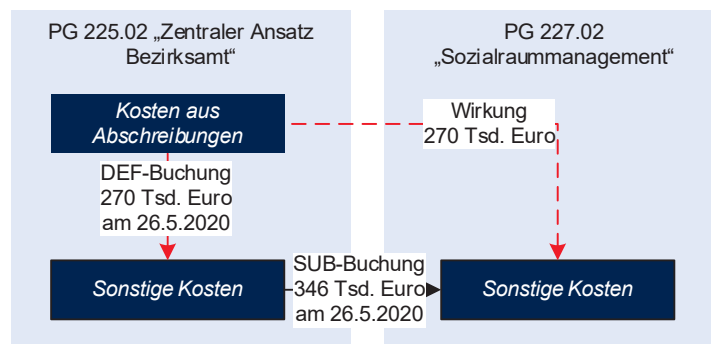 PG 225.02 „Zentraler Ansatz
Bezirksamt“
PG 227.02
„Sozialraummanagement“
Kosten aus
Abschreibungen
Wirkung
270 Tsd. Euro
DEF-Buchung
270 Tsd. Euro
am 26.5.2020
Sonstige Kosten
SUB-Buchung
346 Tsd. Euro
am 26.5.2020
Sonstige Kosten